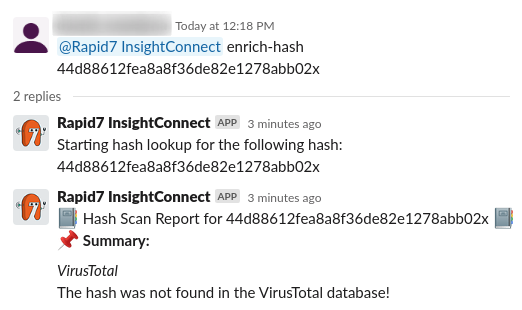 Today at 12:18 PM
@Rapid7 InsightConnect enrich-hash
44d88612fea8a8f36de82e1278abb02x
2 replies
Rapid7 InsightConnect APP 3 minutes ago
Starting hash lookup for the following hash:
44d88612fea8a8f36de82e1278abb02x
Rapid7 InsightConnect APP 3 minutes ago
Hash Scan Report for 44d88612fea8a8f36de82e1278abb02x
Summary:
VirusTotal
The hash was not found in the VirusTotal database!